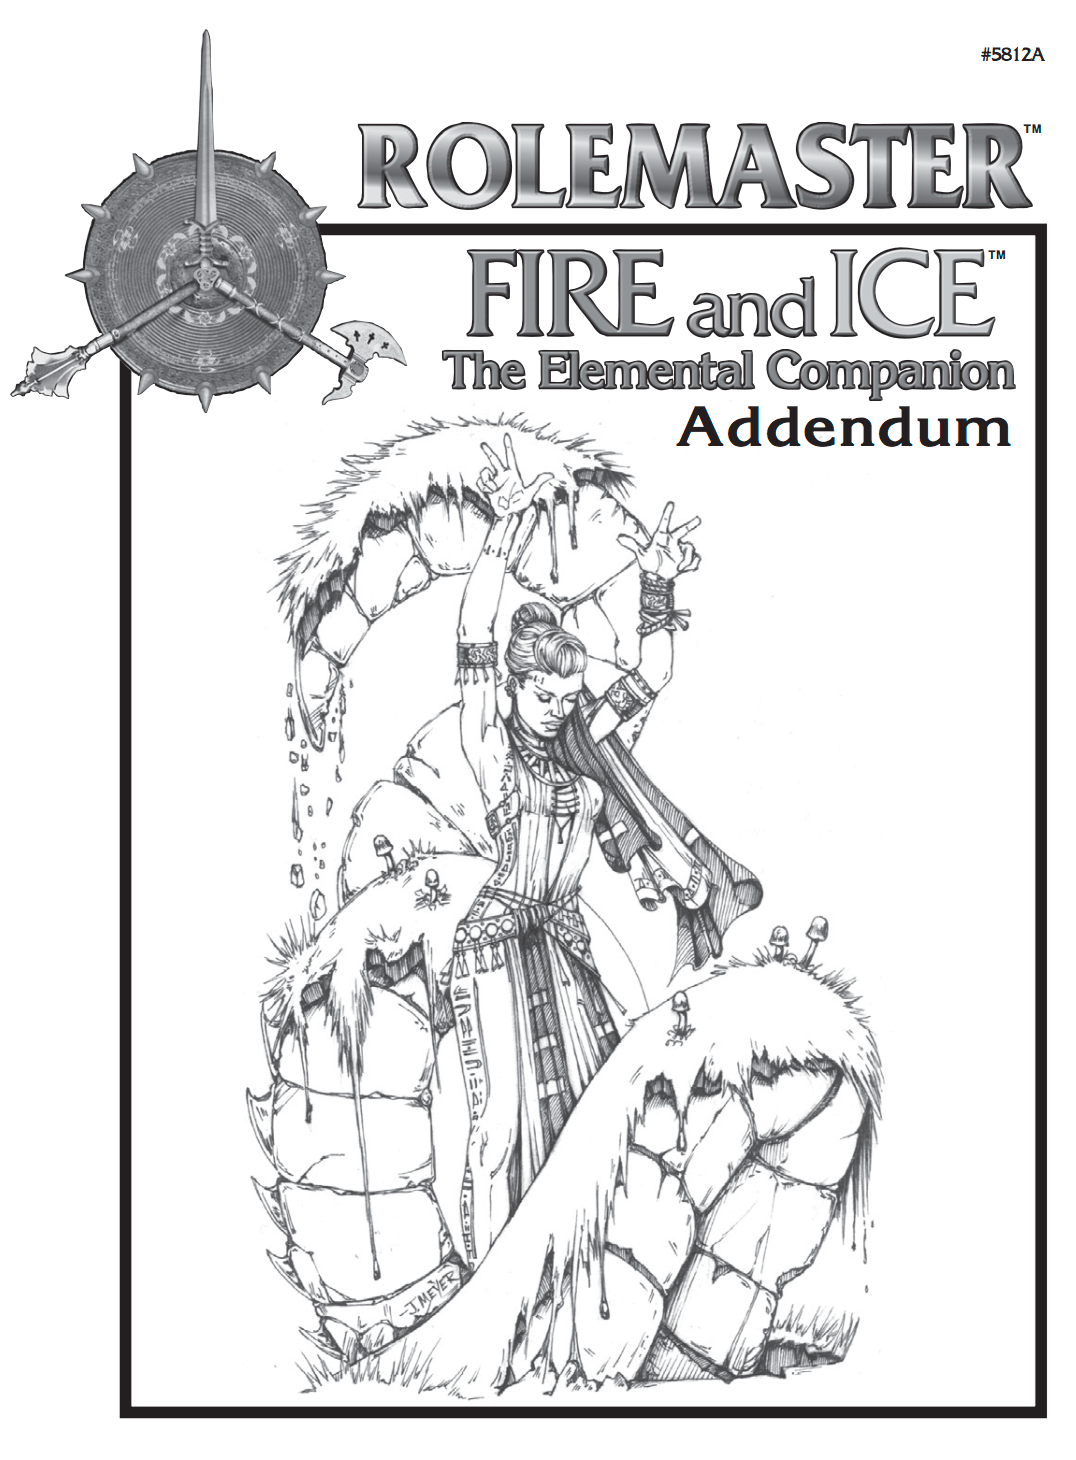 #5812A
ROLEMASTER™
FIRE and ICE™
The Elemental Companion
Addendum
J.MEYER